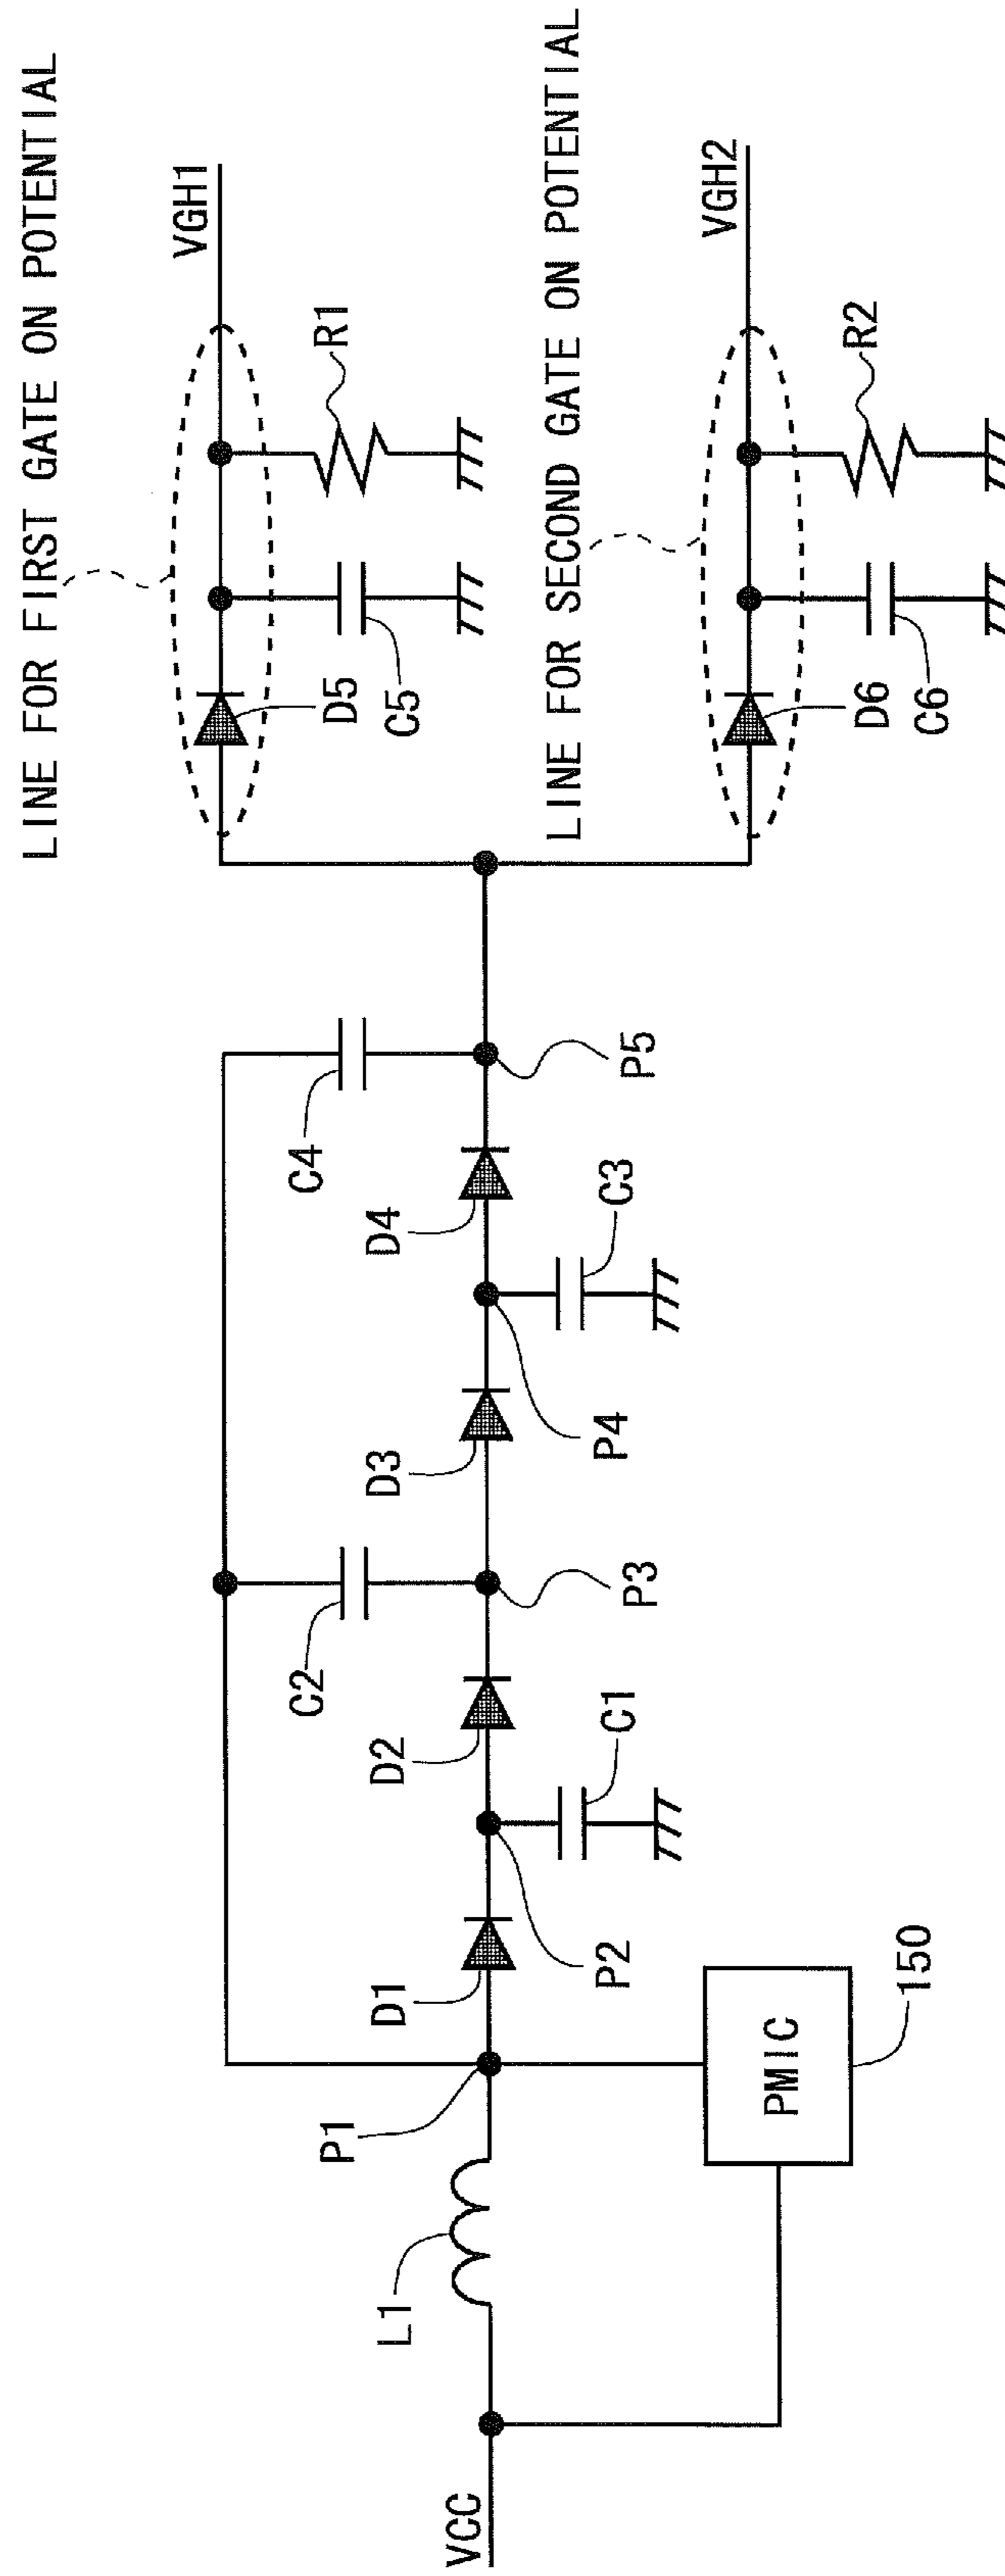 LINE FOR FIRST GATE ON POTENTIAL
VGH1
R1
D5
C5
LINE FOR SECOND GATE ON POTENTIAL
VGH2
R2
D6
C6
VCC
L1
P1
PMIC
150
D1
P2
C1
D2
C2
P3
D3
P4
C3
D4
C4
P5